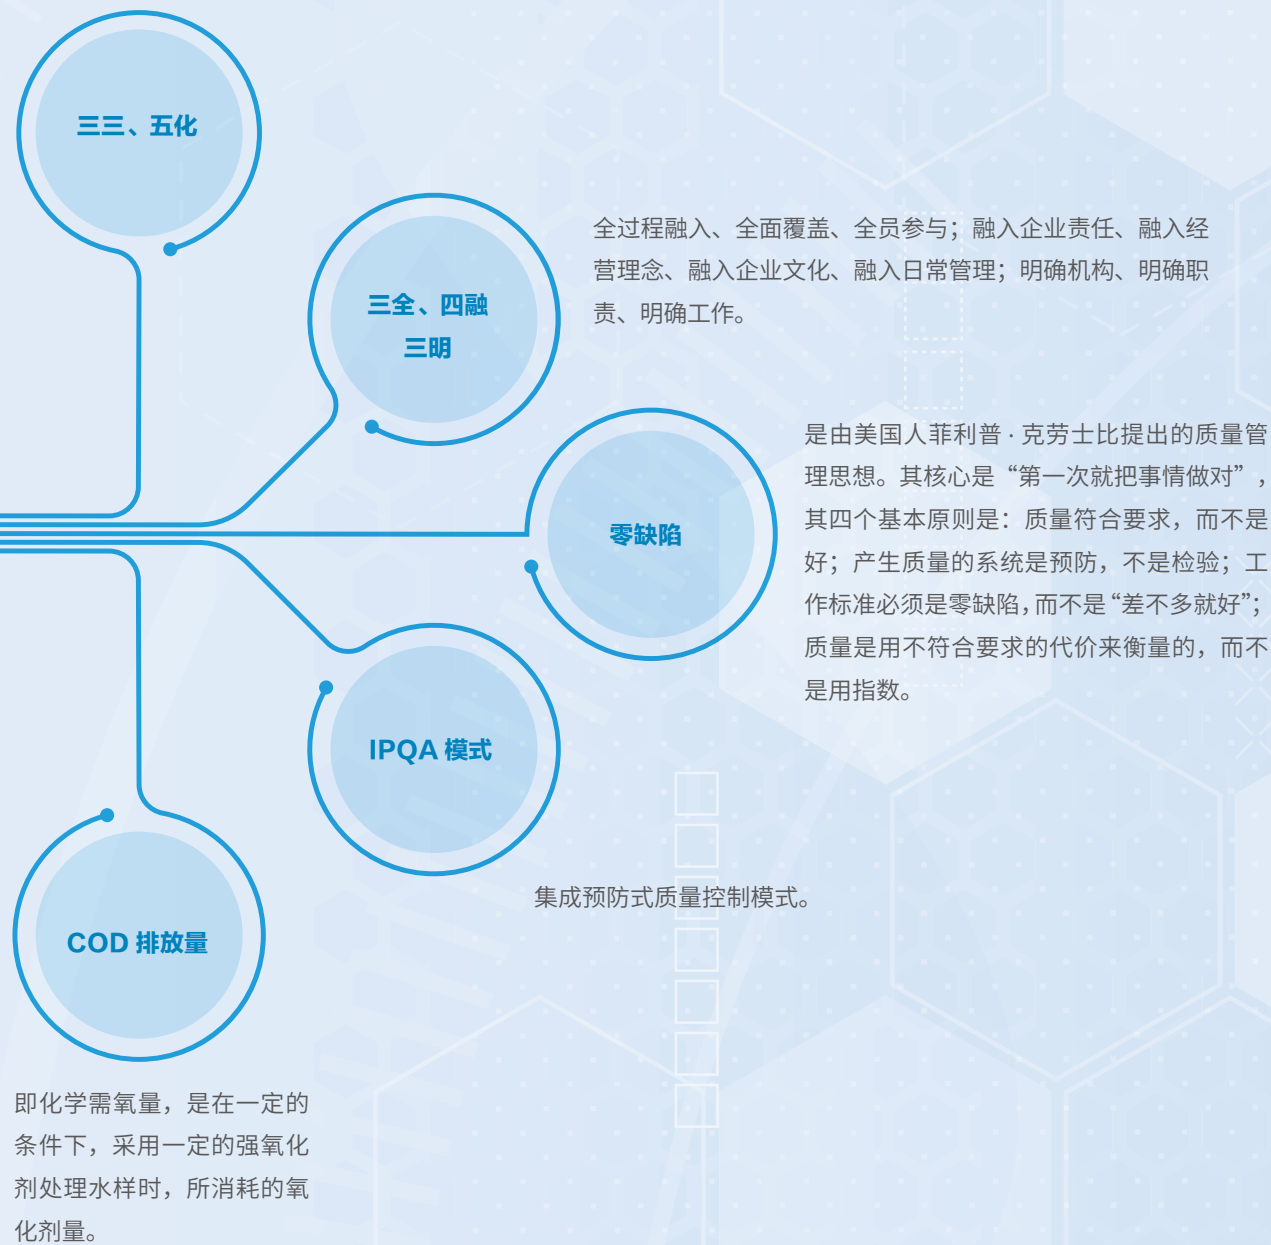 三三、五化
三全、四融
三明
全过程融入、全面覆盖、全员参与；融入企业责任、融入经
营理念、融入企业文化、融入日常管理；明确机构、明确职
责、明确工作。
零缺陷
是由美国人菲利普·克劳士比提出的质量管
理思想。其核心是“第一次就把事情做对”，
其四个基本原则是：质量符合要求，而不是
好；产生质量的系统是预防，不是检验；工
作标准必须是零缺陷，而不是“差不多就好”；
质量是用不符合要求的代价来衡量的，而不
是用指数。
IPQA 模式
集成预防式质量控制模式。
COD 排放量
即化学需氧量，是在一定的
条件下，采用一定的强氧化
剂处理水样时，所消耗的氧
化剂量。